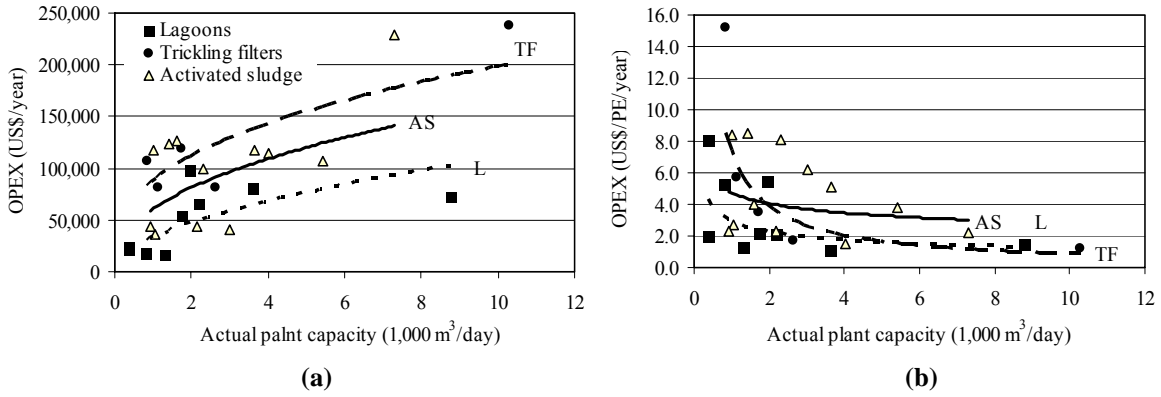 OPEX (US$/year)
250,000
200,000
150,000
100,000
50,000
0
Lagoons
Trickling filters
Activated sludge
TF
AS
L
0 2 4 6 8 10 12
Actual palnt capacity (1,000 m³/day)
(a)
OPEX (US$/PE/year)
16.0
14.0
12.0
10.0
8.0
6.0
4.0
2.0
0.0
AS
L
TF
0 2 4 6 8 10 12
Actual plant capacity (1,000 m³/day)
(b)